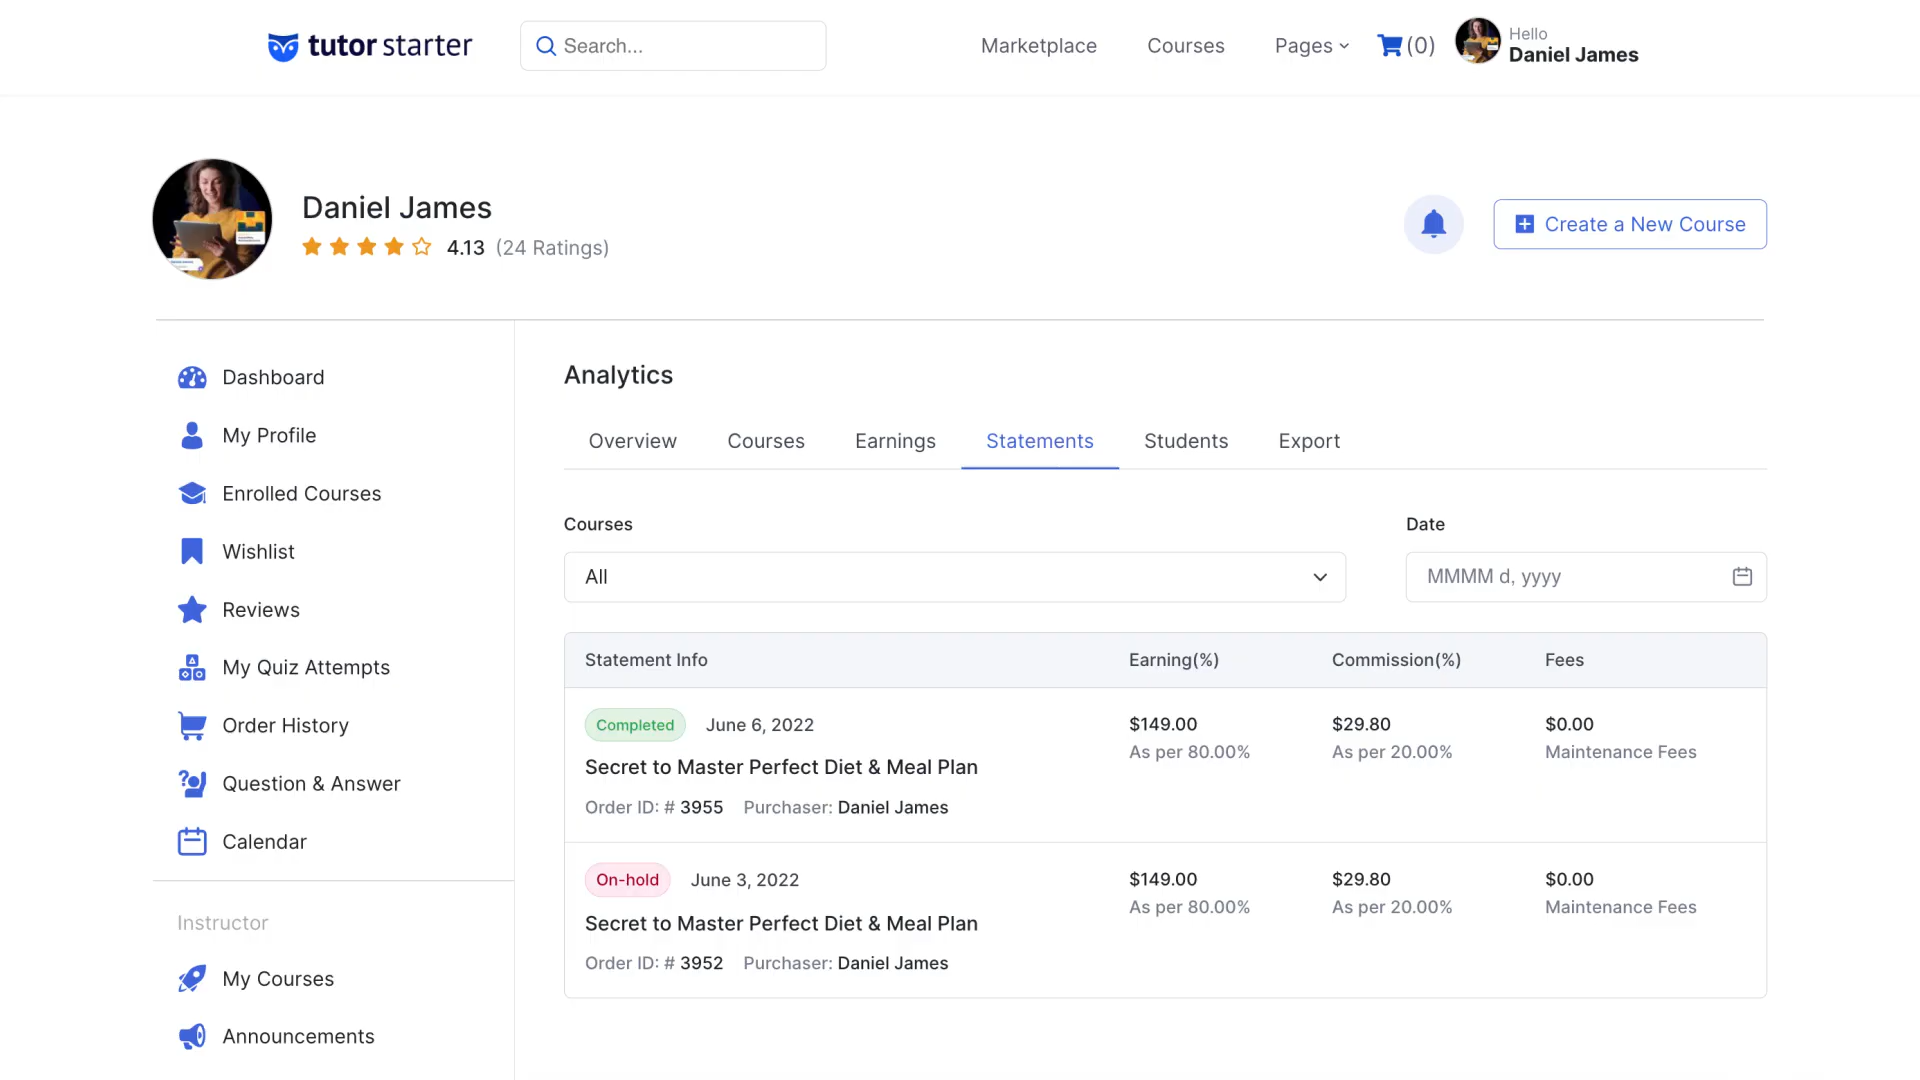 tutor starter
Search...
Marketplace
Courses
Pages
(0)
Hello
Daniel James
Daniel James
4.13 (24 Ratings)
Create a New Course
Dashboard
My Profile
Enrolled Courses
Wishlist
Reviews
My Quiz Attempts
Order History
Question & Answer
Calendar
Instructor
My Courses
Announcements
Analytics
Overview Courses Earnings Statements Students Export
Courses
All
Date
MMMM d, yyyy
Statement Info Earning(%) Commission(%) Fees
Completed June 6, 2022 $149.00 $29.80 $0.00
As per 80.00% As per 20.00% Maintenance Fees
Secret to Master Perfect Diet & Meal Plan
Order ID: # 3955 Purchaser: Daniel James
On-hold June 3, 2022 $149.00 $29.80 $0.00
As per 80.00% As per 20.00% Maintenance Fees
Secret to Master Perfect Diet & Meal Plan
Order ID: # 3952 Purchaser: Daniel James